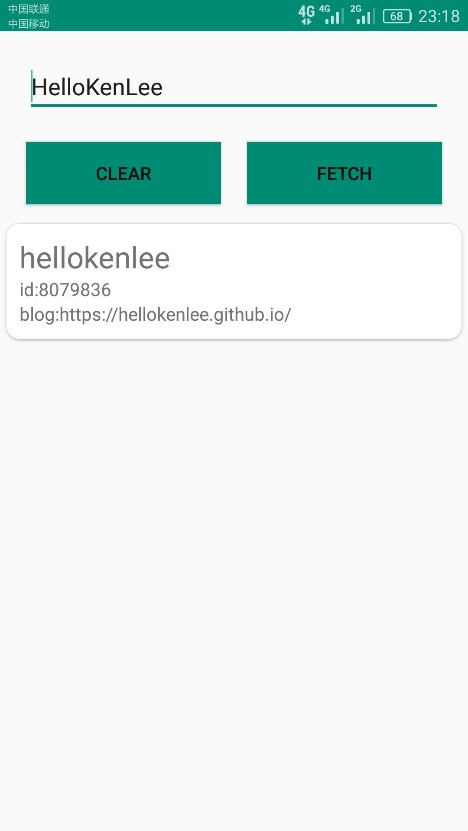 中国联通
中国移动
4G 4G 2G 68 23:18
HelloKenLee
CLEAR
FETCH
hellokenlee
id:8079836
blog:https://hellokenlee.github.io/